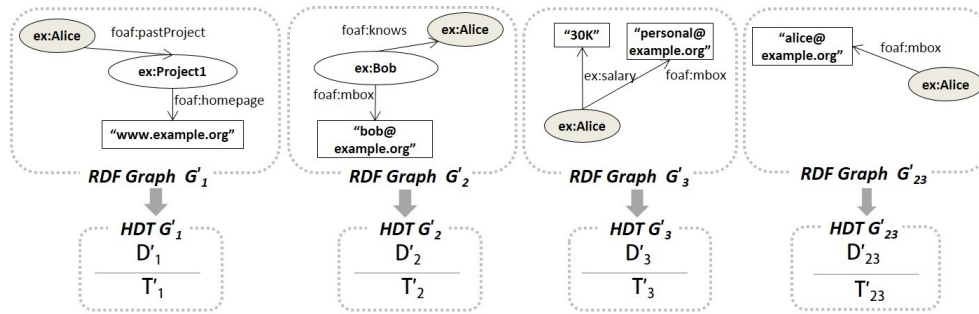 ex:Alice
foaf:pastProject
ex:Project1
foaf:homepage
"www.example.org"
RDF Graph G'1
HDT G'1
D'1
T'1
foaf:knows
ex:Alice
ex:Bob
foaf:mbox
"bob@
example.org"
RDF Graph G'2
HDT G'2
D'2
T'2
"30K"
"personal@
example.org"
ex:salary
foaf:mbox
ex:Alice
RDF Graph G'3
HDT G'3
D'3
T'3
"alice@
example.org"
foaf:mbox
ex:Alice
RDF Graph G'23
HDT G'23
D'23
T'23